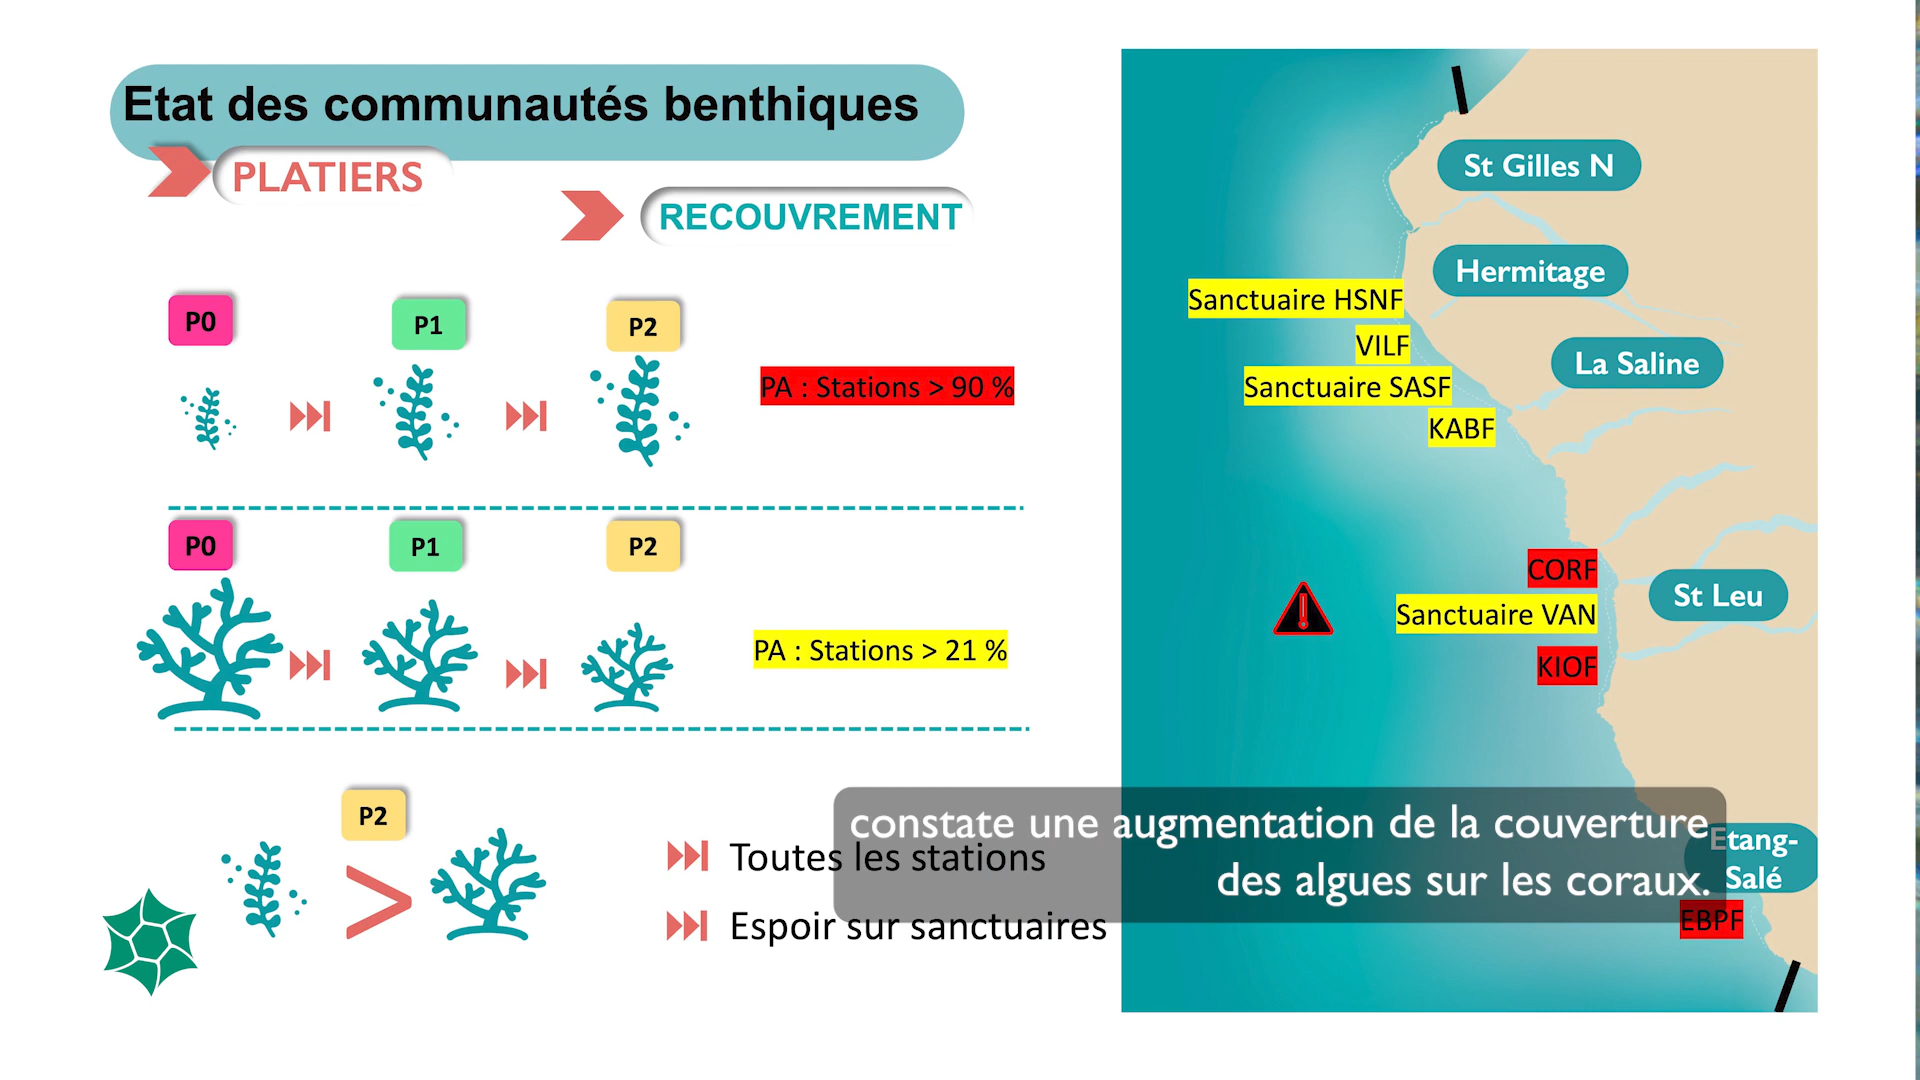 Etat des communautés benthiques
PLATIERS
RECOUVREMENT
P0
P1
P2
PA : Stations > 90 %
P0
P1
P2
PA : Stations > 21 %
P2
>
Toutes les stations
Espoir sur sanctuaires
St Gilles N
Hermitage
Sanctuaire HSNF
VILF
La Saline
Sanctuaire SASF
KABF
CORF
St Leu
Sanctuaire VAN
KIOF
Etang-
Salé
EBPF
constate une augmentation de la couverture
des algues sur les coraux.